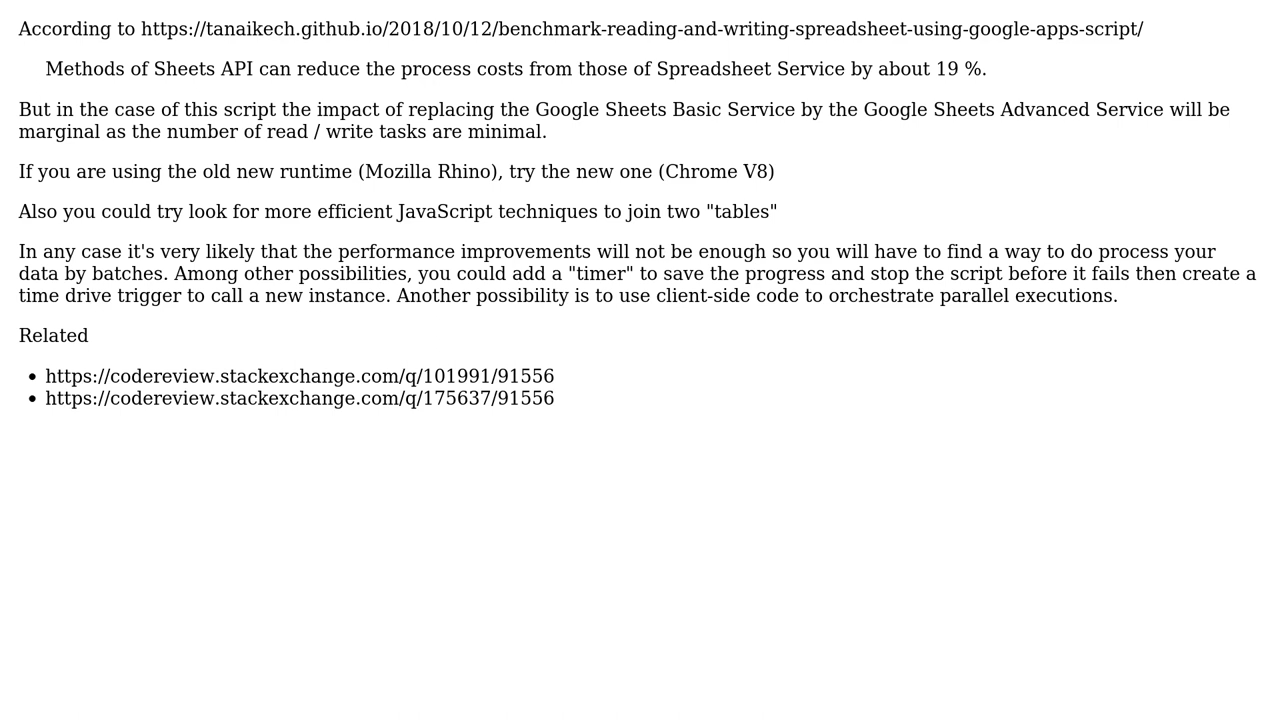 According to https://tanaikech.github.io/2018/10/12/benchmark-reading-and-writing-spreadsheet-using-google-apps-script/
Methods of Sheets API can reduce the process costs from those of Spreadsheet Service by about 19 %.
But in the case of this script the impact of replacing the Google Sheets Basic Service by the Google Sheets Advanced Service will be
marginal as the number of read / write tasks are minimal.
If you are using the old new runtime (Mozilla Rhino), try the new one (Chrome V8)
Also you could try look for more efficient JavaScript techniques to join two "tables"
In any case it's very likely that the performance improvements will not be enough so you will have to find a way to do process your
data by batches. Among other possibilities, you could add a "timer" to save the progress and stop the script before it fails then create a
time drive trigger to call a new instance. Another possibility is to use client-side code to orchestrate parallel executions.
Related
• https://codereview.stackexchange.com/q/101991/91556
• https://codereview.stackexchange.com/q/175637/91556